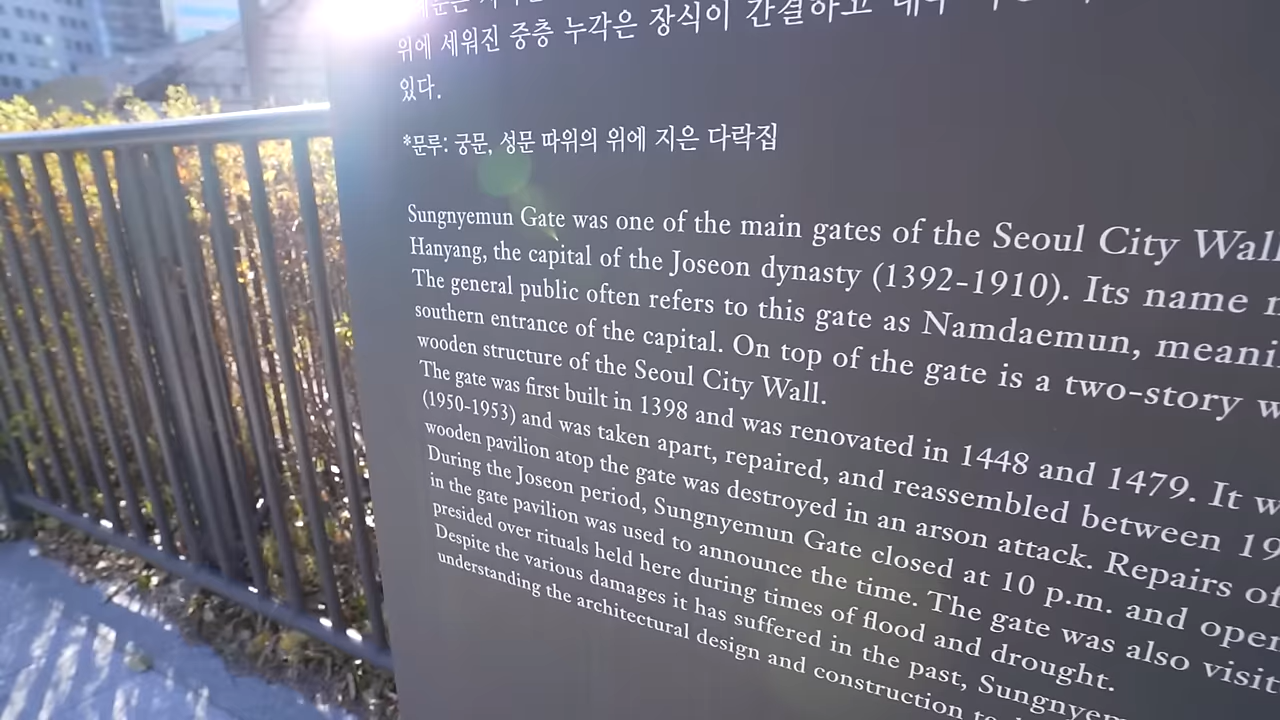 위에 세워진 중층 누각은 장식이 간결하고
있다.
*문루: 궁문, 성문 따위의 위에 지은 다락집
Sungnyemun Gate was one of the main gates of the Seoul City Wall
Hanyang, the capital of the Joseon dynasty (1392-1910). Its name
The general public often refers to this gate as Namdaemun, meani
southern entrance of the capital. On top of the gate is a two-story w
wooden structure of the Seoul City Wall.
The gate was first built in 1398 and was renovated in 1448 and 1479. It w
(1950-1953) and was taken apart, repaired, and reassembled between 19
wooden pavilion atop the gate was destroyed in an arson attack. Repairs of
During the Joseon period, Sungnyemun Gate closed at 10 p.m. and open
in the gate pavilion was used to announce the time. The gate was also visit
presided over rituals held here during times of flood and drought.
Despite the various damages it has suffered in the past, Sungnyem
understanding the architectural design and construction